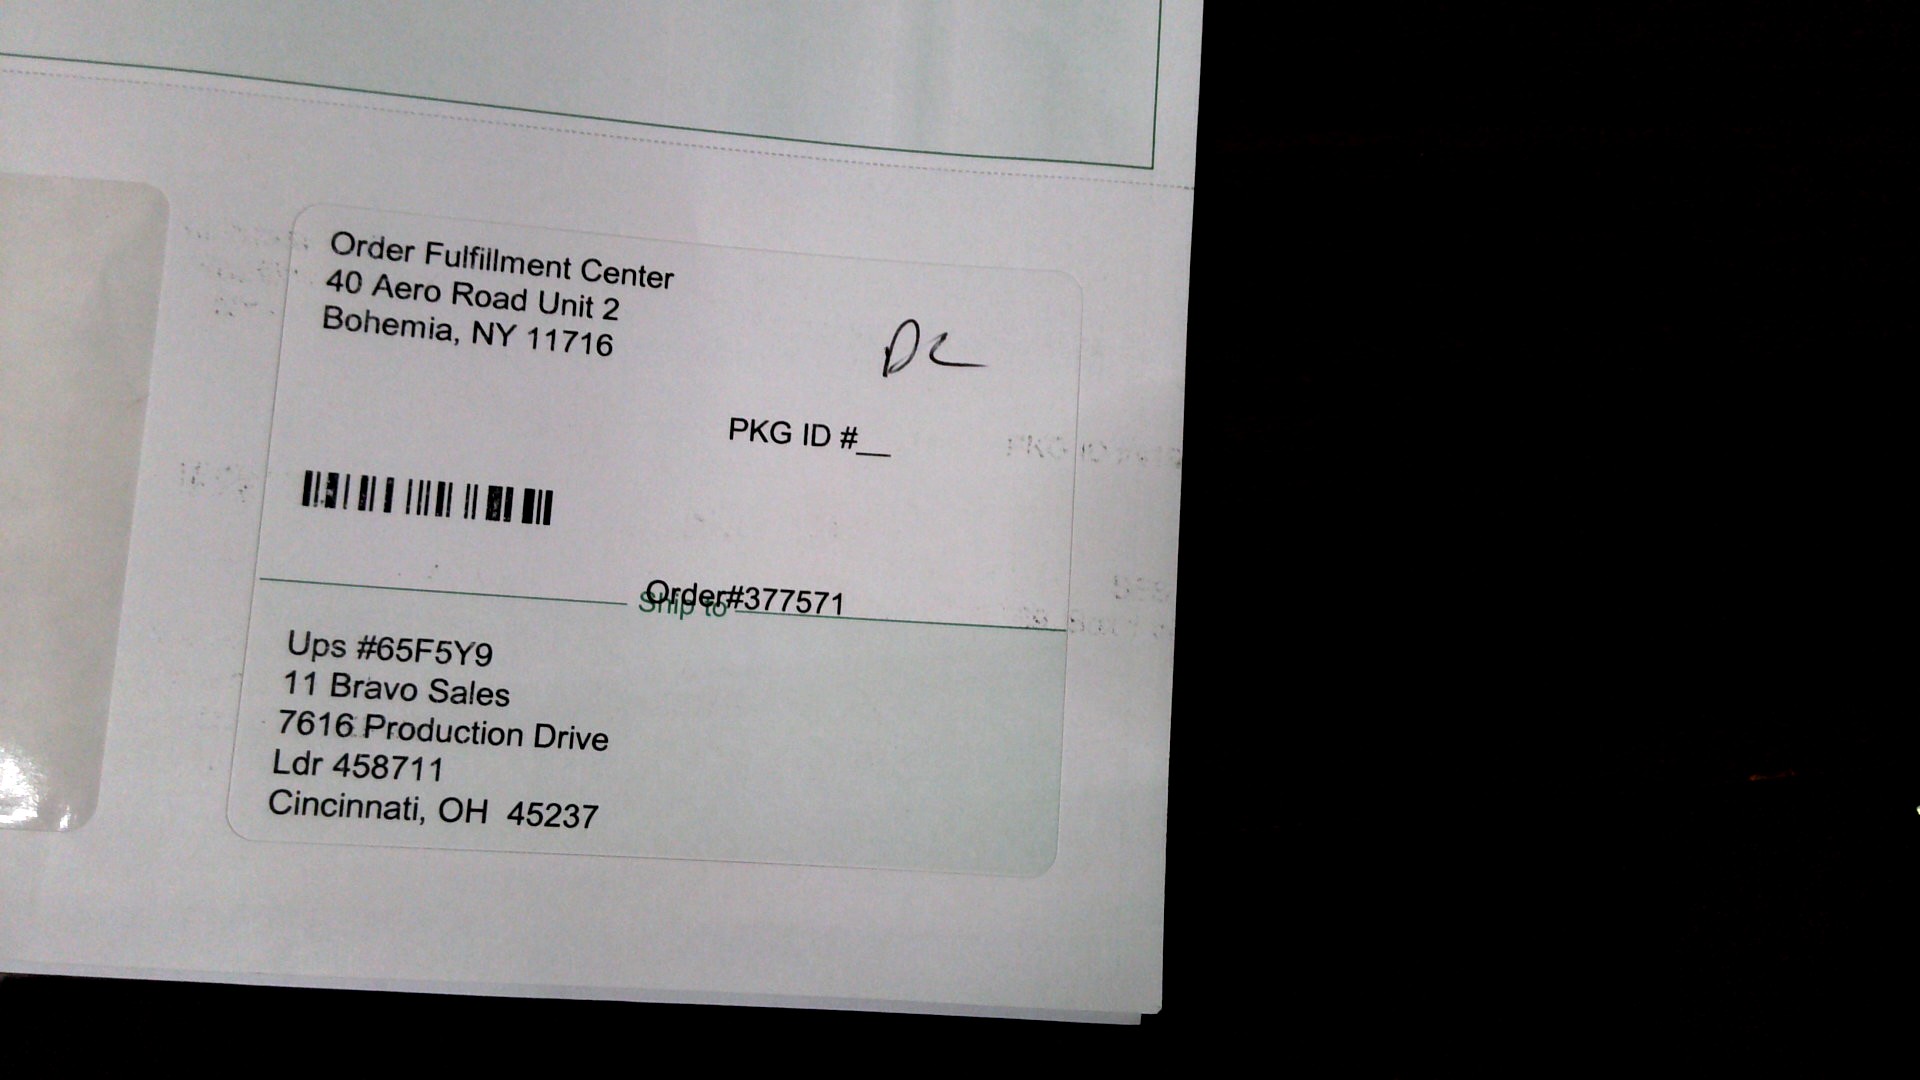 Order Fulfillment Center
40 Aero Road Unit 2
Bohemia, NY 11716
DC
PKG ID #__
Order#377571
Ship to
Ups #65F5Y9
11 Bravo Sales
7616 Production Drive
Ldr 458711
Cincinnati, OH  45237